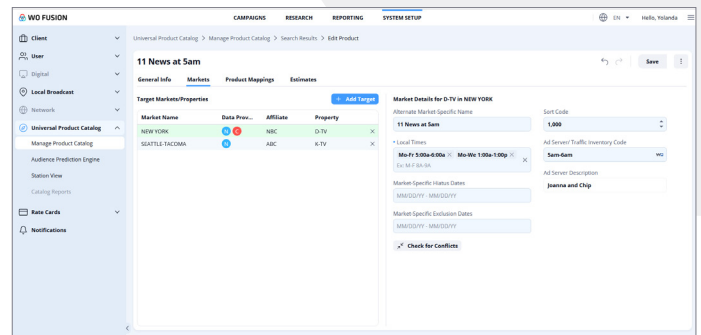 WO FUSION
CAMPAIGNS RESEARCH REPORTING SYSTEM SETUP
EN Hello, Yolanda
Client
User
Digital
Local Broadcast
Network
Universal Product Catalog
Manage Product Catalog
Audience Prediction Engine
Station View
Catalog Reports
Rate Cards
Notifications
Universal Product Catalog > Manage Product Catalog > Search Results > Edit Product
11 News at 5am
Save
General Info Markets Product Mappings Estimates
Target Markets/Properties
+ Add Target
Market Name Data Prov... Affiliate Property
NEW YORK N C NBC D-TV ×
SEATTLE-TACOMA N ABC K-TV ×
Market Details for D-TV in NEW YORK
Alternate Market-Specific Name
11 News at 5am
* Local Times
Mo-Fr 5:00a-6:00a × Mo-We 1:00a-1:00p × ×
Ex: M-F 8A-9A
Market-Specific Hiatus Dates
MM/DD/YY - MM/DD/YY
Market-Specific Exclusion Dates
MM/DD/YY - MM/DD/YY
Check for Conflicts
Sort Code
1,000
Ad Server/ Traffic Inventory Code
5am-6am WO
Ad Server Description
Joanna and Chip